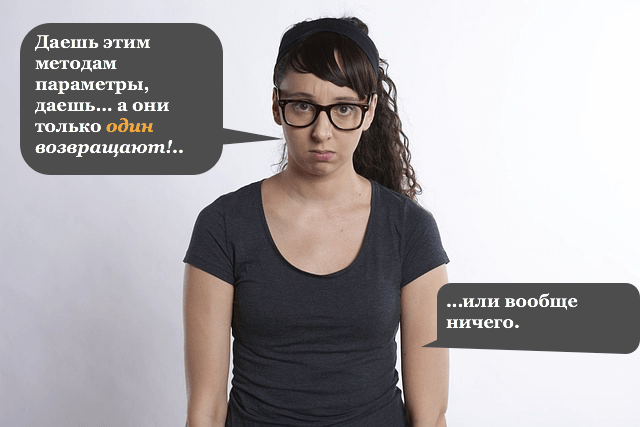 Даешь этим
методам
параметры,
даешь... а они
только один
возвращают!..
...или вообще
ничего.